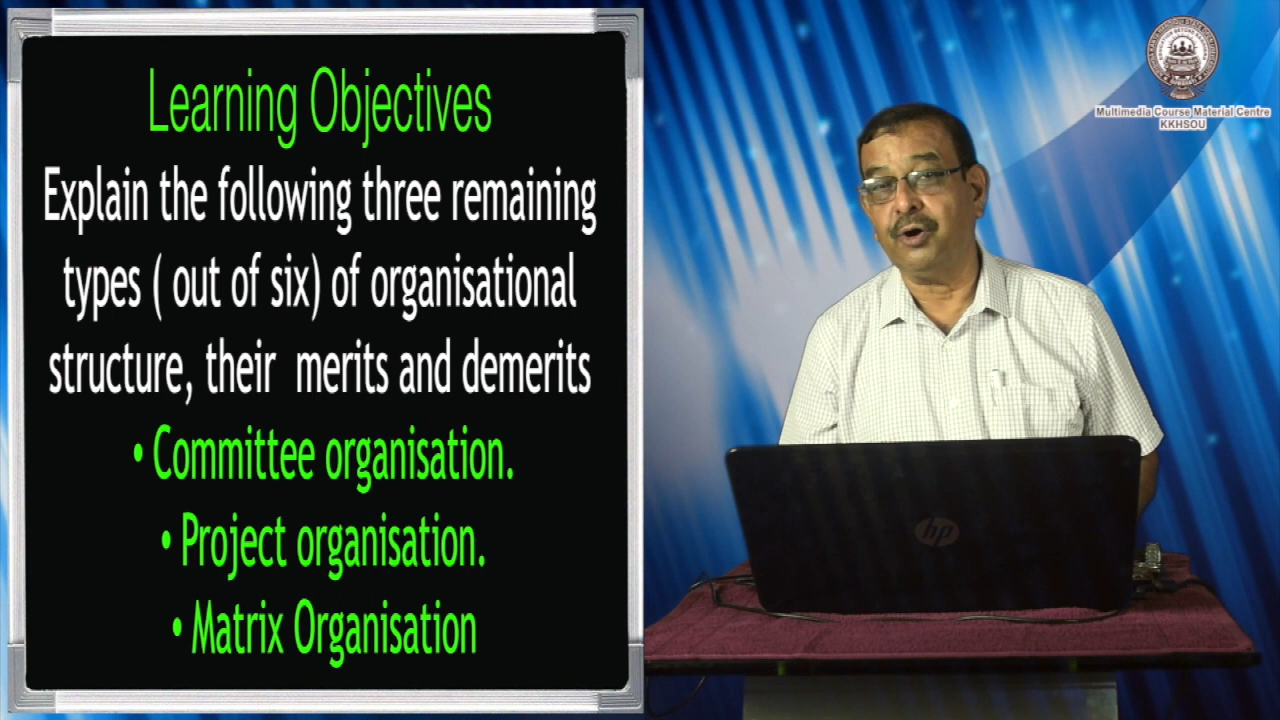 Learning Objectives
Explain the following three remaining
types ( out of six) of organisational
structure, their merits and demerits
• Committee organisation.
• Project organisation.
• Matrix Organisation
Multimedia Course Material Centre
KKHSOU
hp